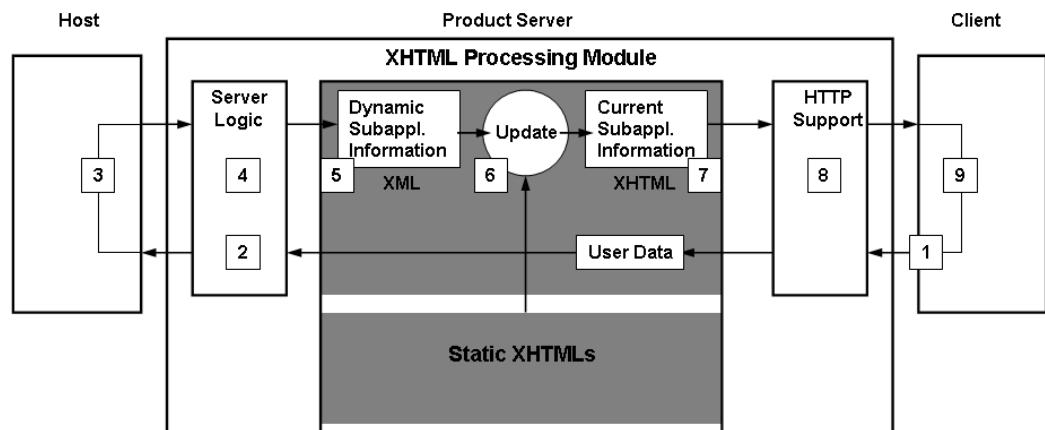 Host
Product Server
Client
XHTML Processing Module
Server
Logic
Dynamic
Subappl.
Information
Update
Current
Subappl.
Information
HTTP
Support
3
4
5
XML
6
XHTML
7
8
9
2
User Data
1
Static XHTMLs